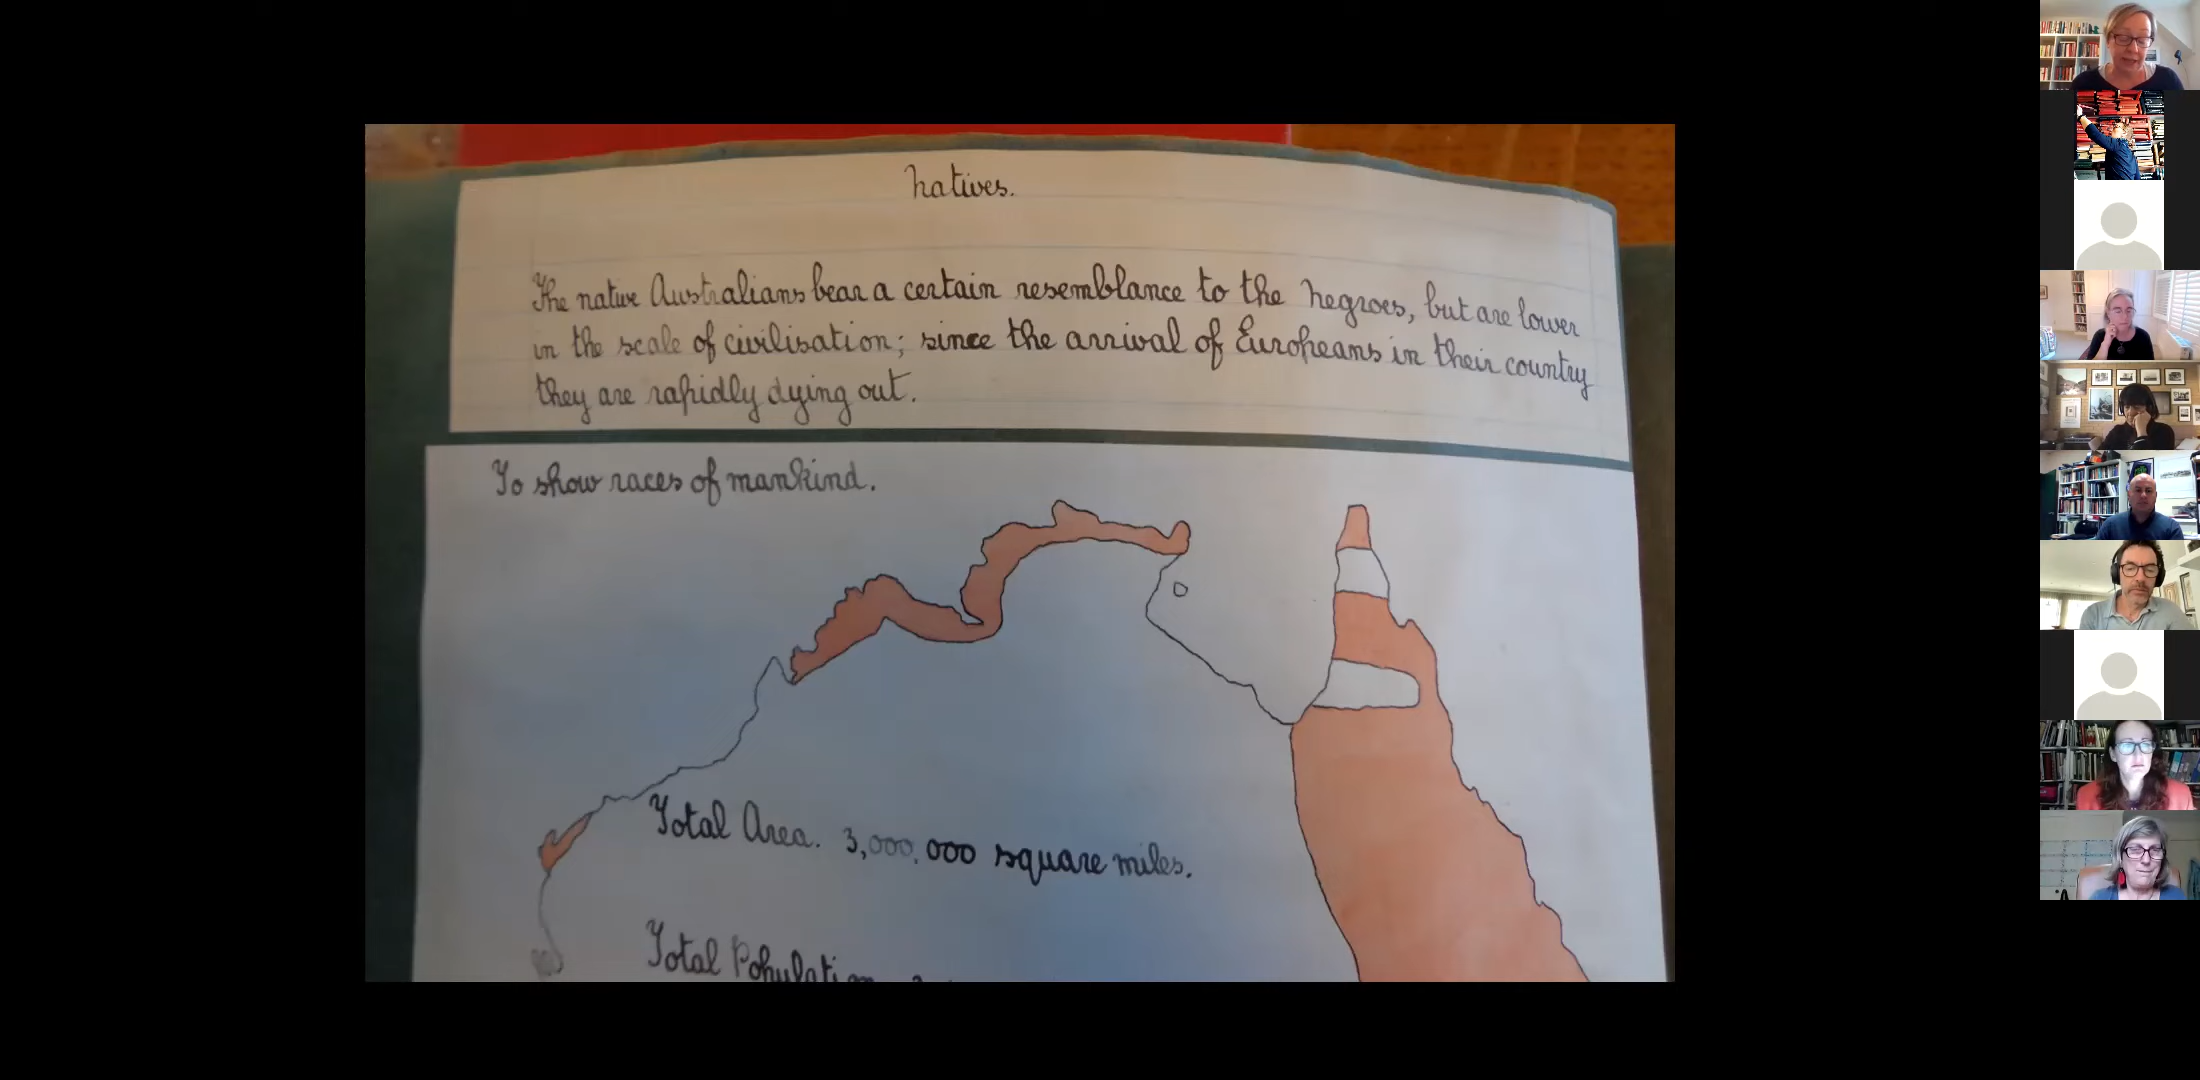 Natives.
The native Australians bear a certain resemblance to the negroes, but are lower
in the scale of civilisation; since the arrival of Europeans in their country
they are rapidly dying out.
To show races of mankind.
Total Area. 3,000,000 square miles.
Total Population